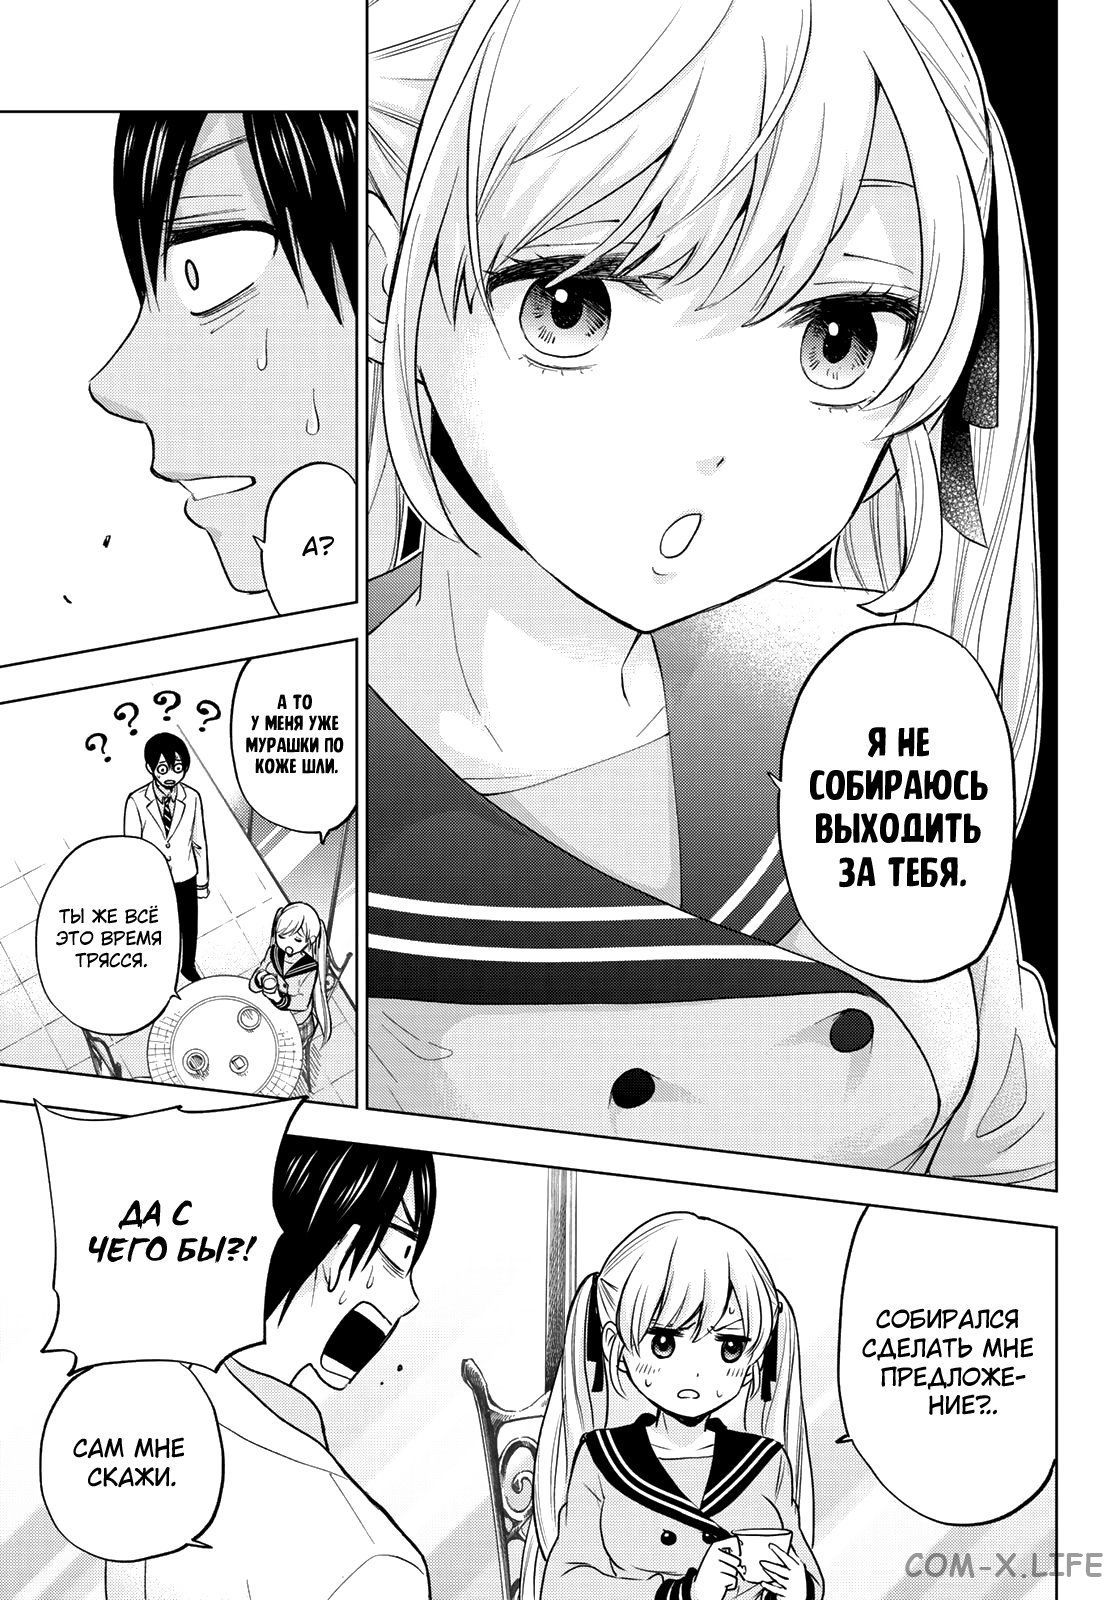 Я НЕ
СОБИРАЮСЬ
ВЫХОДИТЬ
ЗА ТЕБЯ.
А?
А ТО
У МЕНЯ УЖЕ
МУРАШКИ ПО
КОЖЕ ШЛИ.
? ? ? ?
ТЫ ЖЕ ВСЁ
ЭТО ВРЕМЯ
ТРЯССЯ.
СОБИРАЛСЯ
СДЕЛАТЬ МНЕ
ПРЕДЛОЖЕ-
НИЕ?..
ДА С
ЧЕГО БЫ?!
САМ МНЕ
СКАЖИ.
COM-X.LIFE